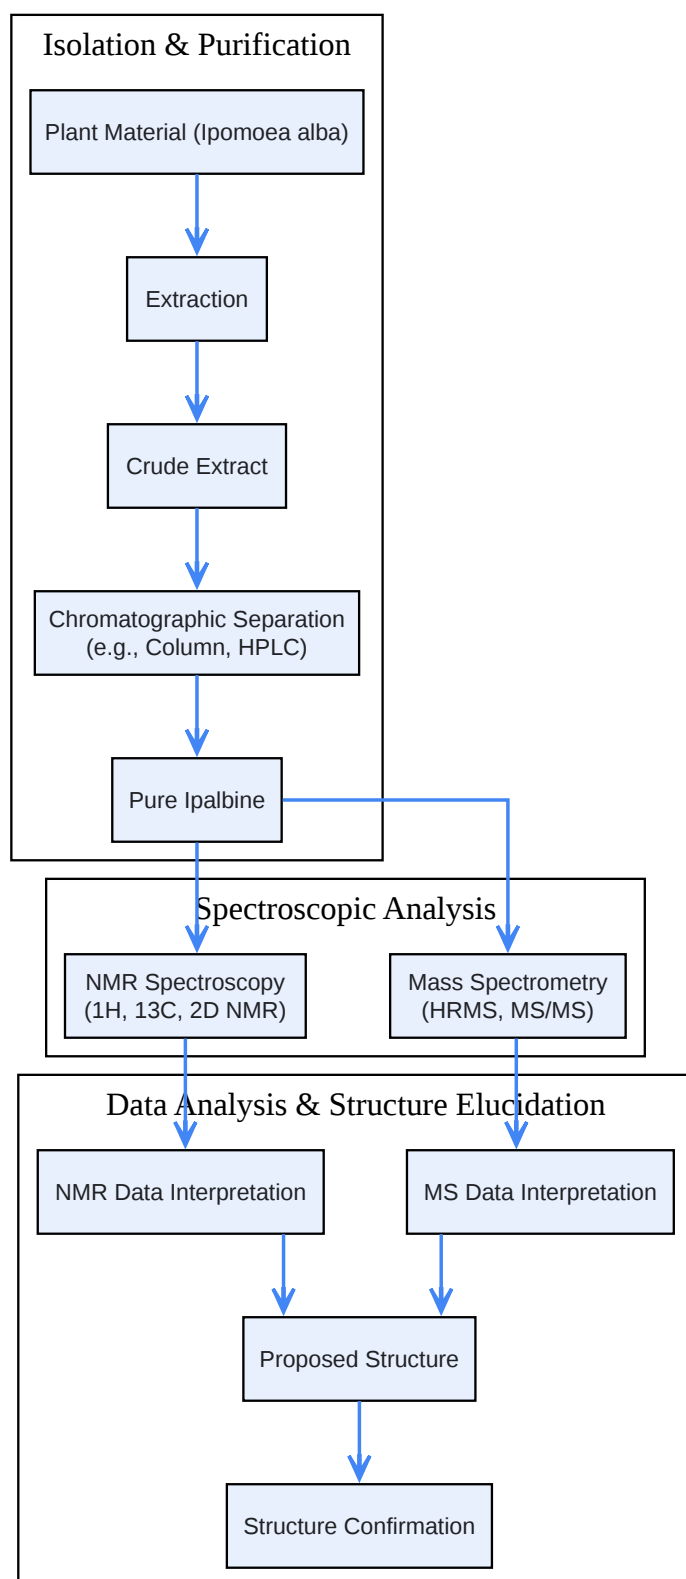 Isolation & Purification
Plant Material (Ipomoea alba)
Extraction
Crude Extract
Chromatographic Separation
(e.g., Column, HPLC)
Pure Ipalbine
Spectroscopic Analysis
NMR Spectroscopy
(1H, 13C, 2D NMR)
Mass Spectrometry
(HRMS, MS/MS)
Data Analysis & Structure Elucidation
NMR Data Interpretation
MS Data Interpretation
Proposed Structure
Structure Confirmation